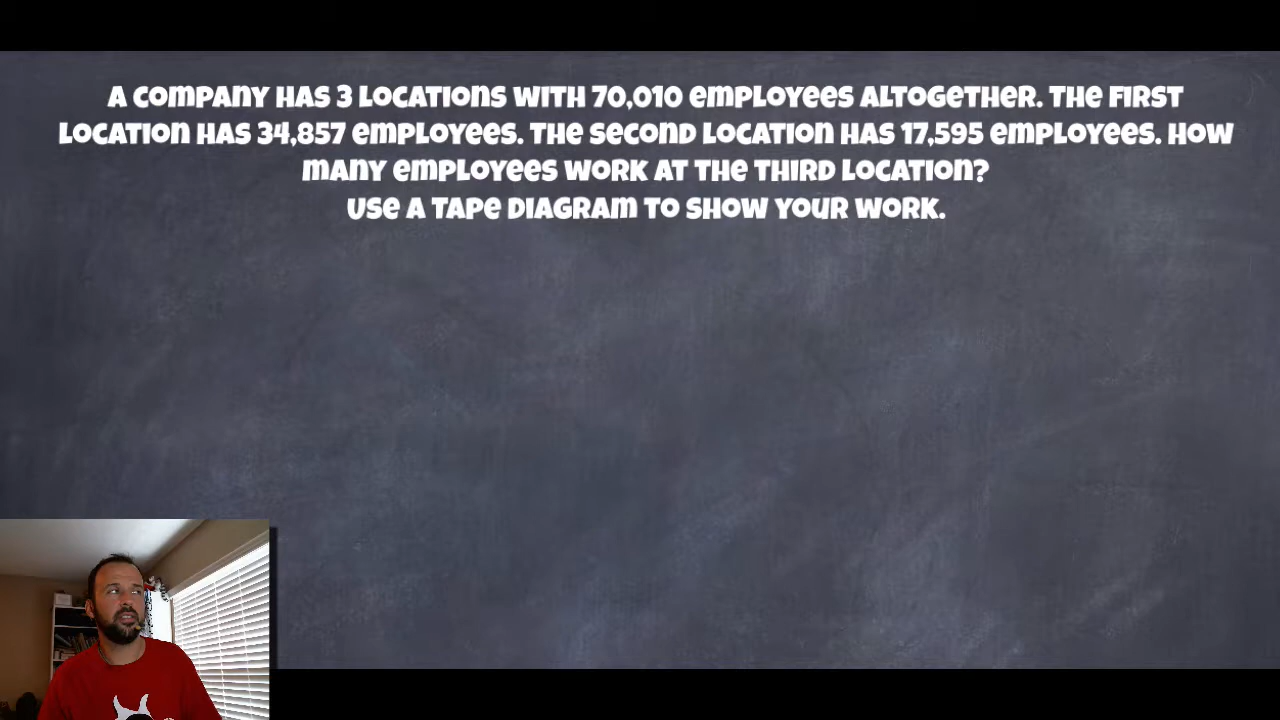 A company has 3 locations with 70,010 employees altogether. The first
location has 34,857 employees. The second location has 17,595 employees. How
many employees work at the third location?
Use a tape diagram to show your work.